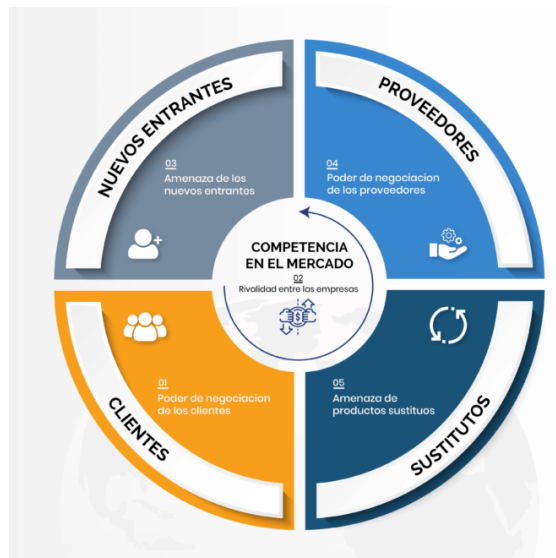 NUEVOS ENTRANTES
03
Amenaza de los
nuevos entrantes
PROVEEDORES
04
Poder de negociacion
de los proveedores
COMPETENCIA
EN EL MERCADO
02
Rivalidad entre las empresas
01
Poder de negociacion
de los clientes
CLIENTES
05
Amenaza de
productos sustituos
SUSTITUTOS